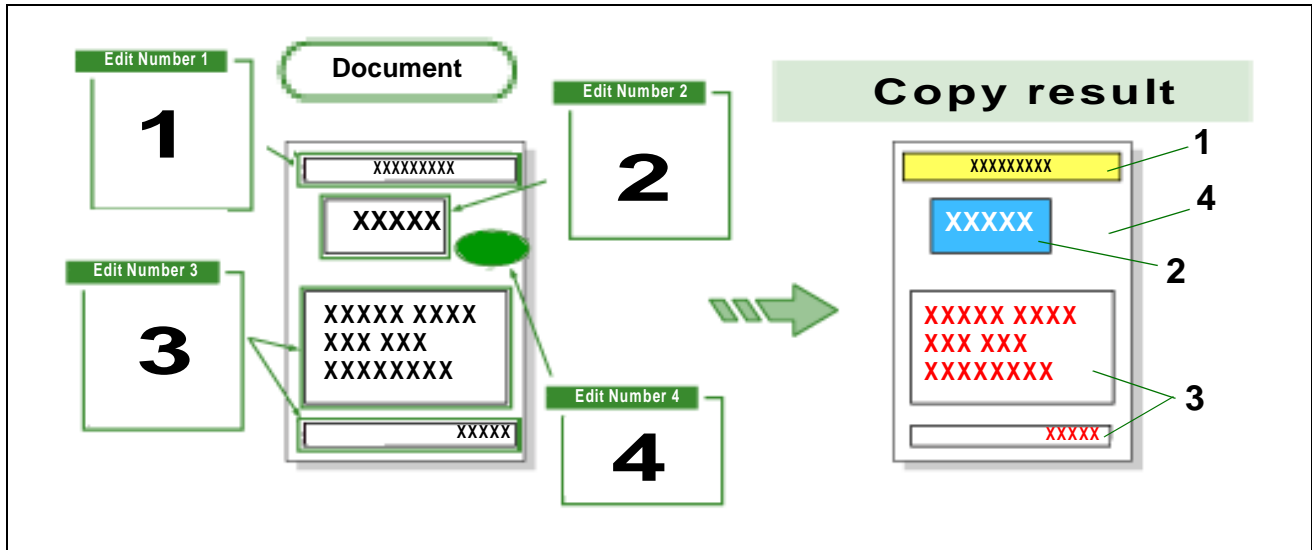 Edit Number 1
1
Document
Edit Number 2
2
XXXXXXXXX
XXXXX
Edit Number 3
3
XXXXX XXXX
XXX XXX
XXXXXXXX
XXXXX
Edit Number 4
4
Copy result
XXXXXXXXX
1
XXXXX
4
2
XXXXX XXXX
XXX XXX
XXXXXXXX
3
XXXXX